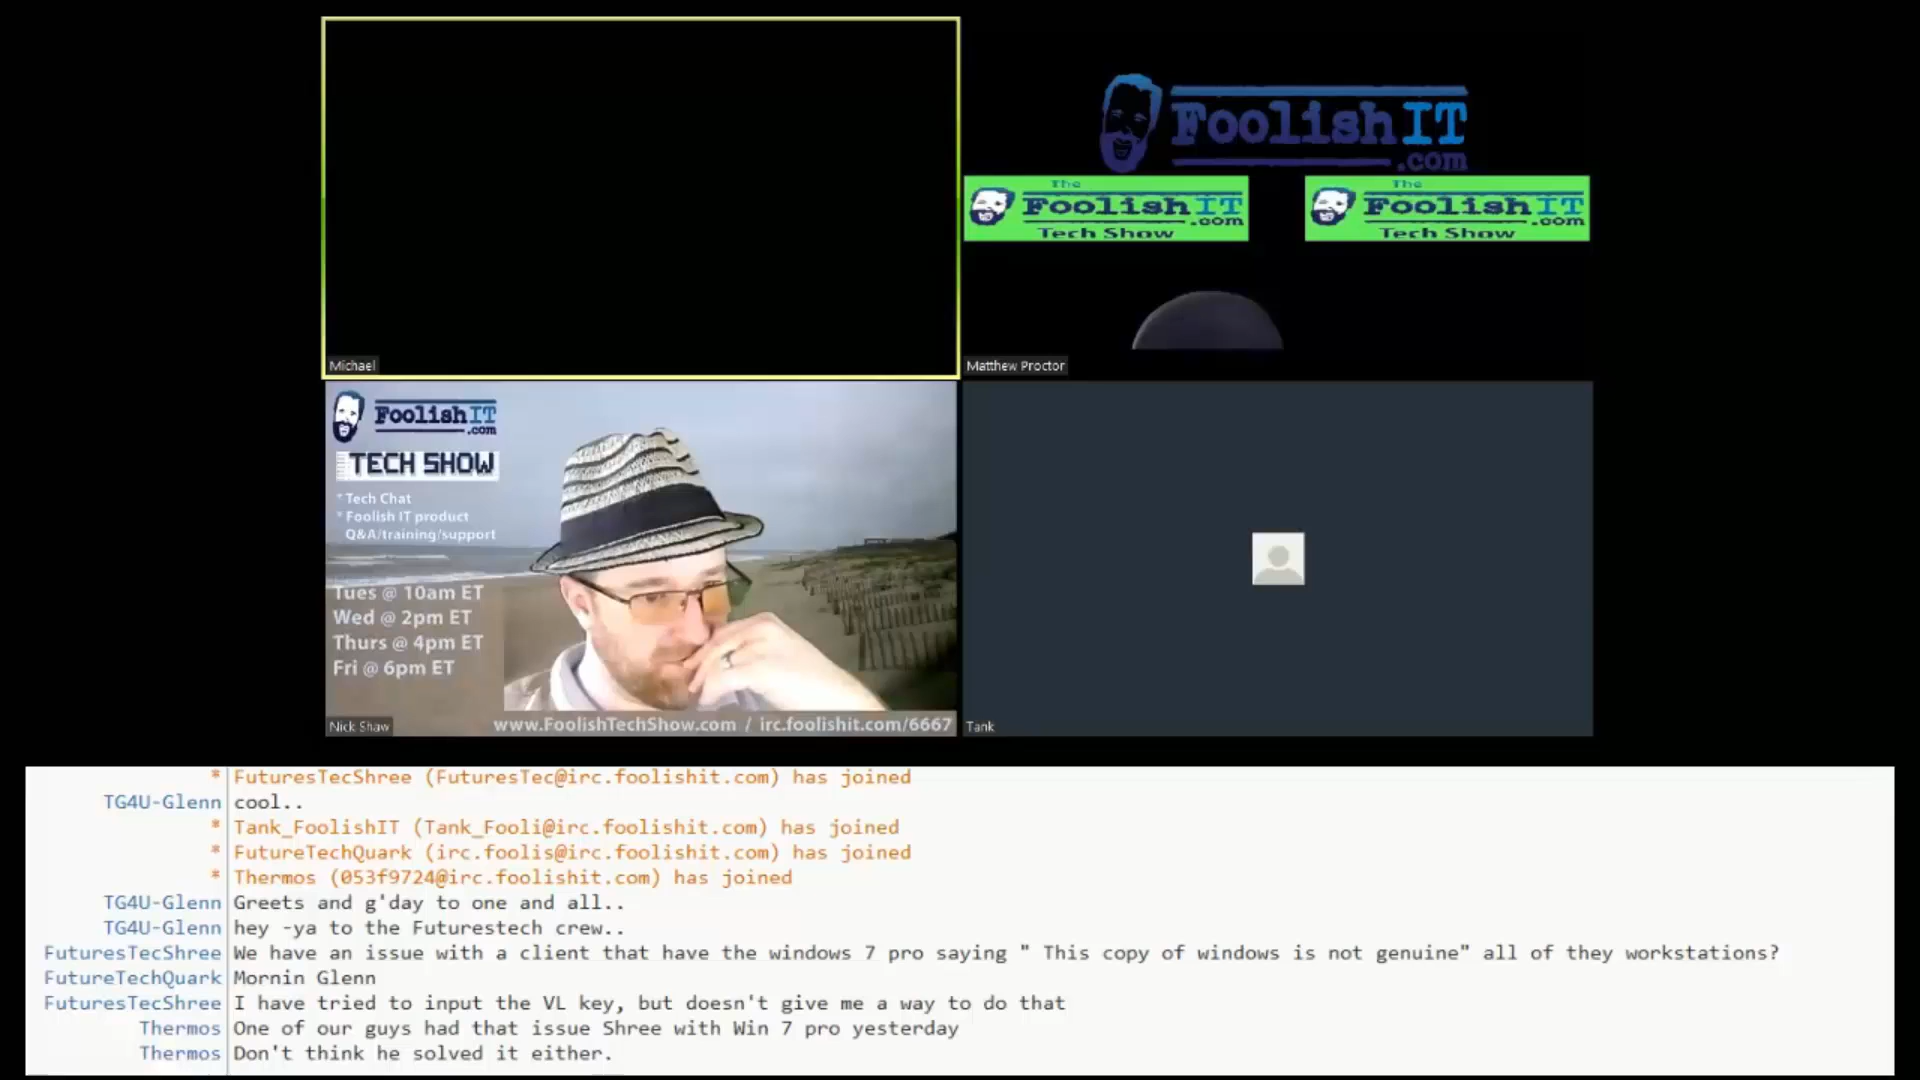 FoolishIT
.com
The
FoolishIT
.com
Tech Show
The
FoolishIT
.com
Tech Show
Michael
Matthew Proctor
FoolishIT
.com
TECH SHOW
* Tech Chat
* Foolish IT product
Q&A/training/support
Tues @ 10am ET
Wed @ 2pm ET
Thurs @ 4pm ET
Fri @ 6pm ET
Nick Shaw
www.FoolishTechShow.com / irc.foolishit.com/6667
Tank
* FuturesTecShree (FuturesTec@irc.foolishit.com) has joined
TG4U-Glenn cool..
* Tank_FoolishIT (Tank_Fooli@irc.foolishit.com) has joined
* FutureTechQuark (irc.foolis@irc.foolishit.com) has joined
* Thermos (053f9724@irc.foolishit.com) has joined
TG4U-Glenn Greets and g'day to one and all..
TG4U-Glenn hey -ya to the Futurestech crew..
FuturesTecShree We have an issue with a client that have the windows 7 pro saying " This copy of windows is not genuine" all of they workstations?
FutureTechQuark Mornin Glenn
FuturesTecShree I have tried to input the VL key, but doesn't give me a way to do that
Thermos One of our guys had that issue Shree with Win 7 pro yesterday
Thermos Don't think he solved it either.